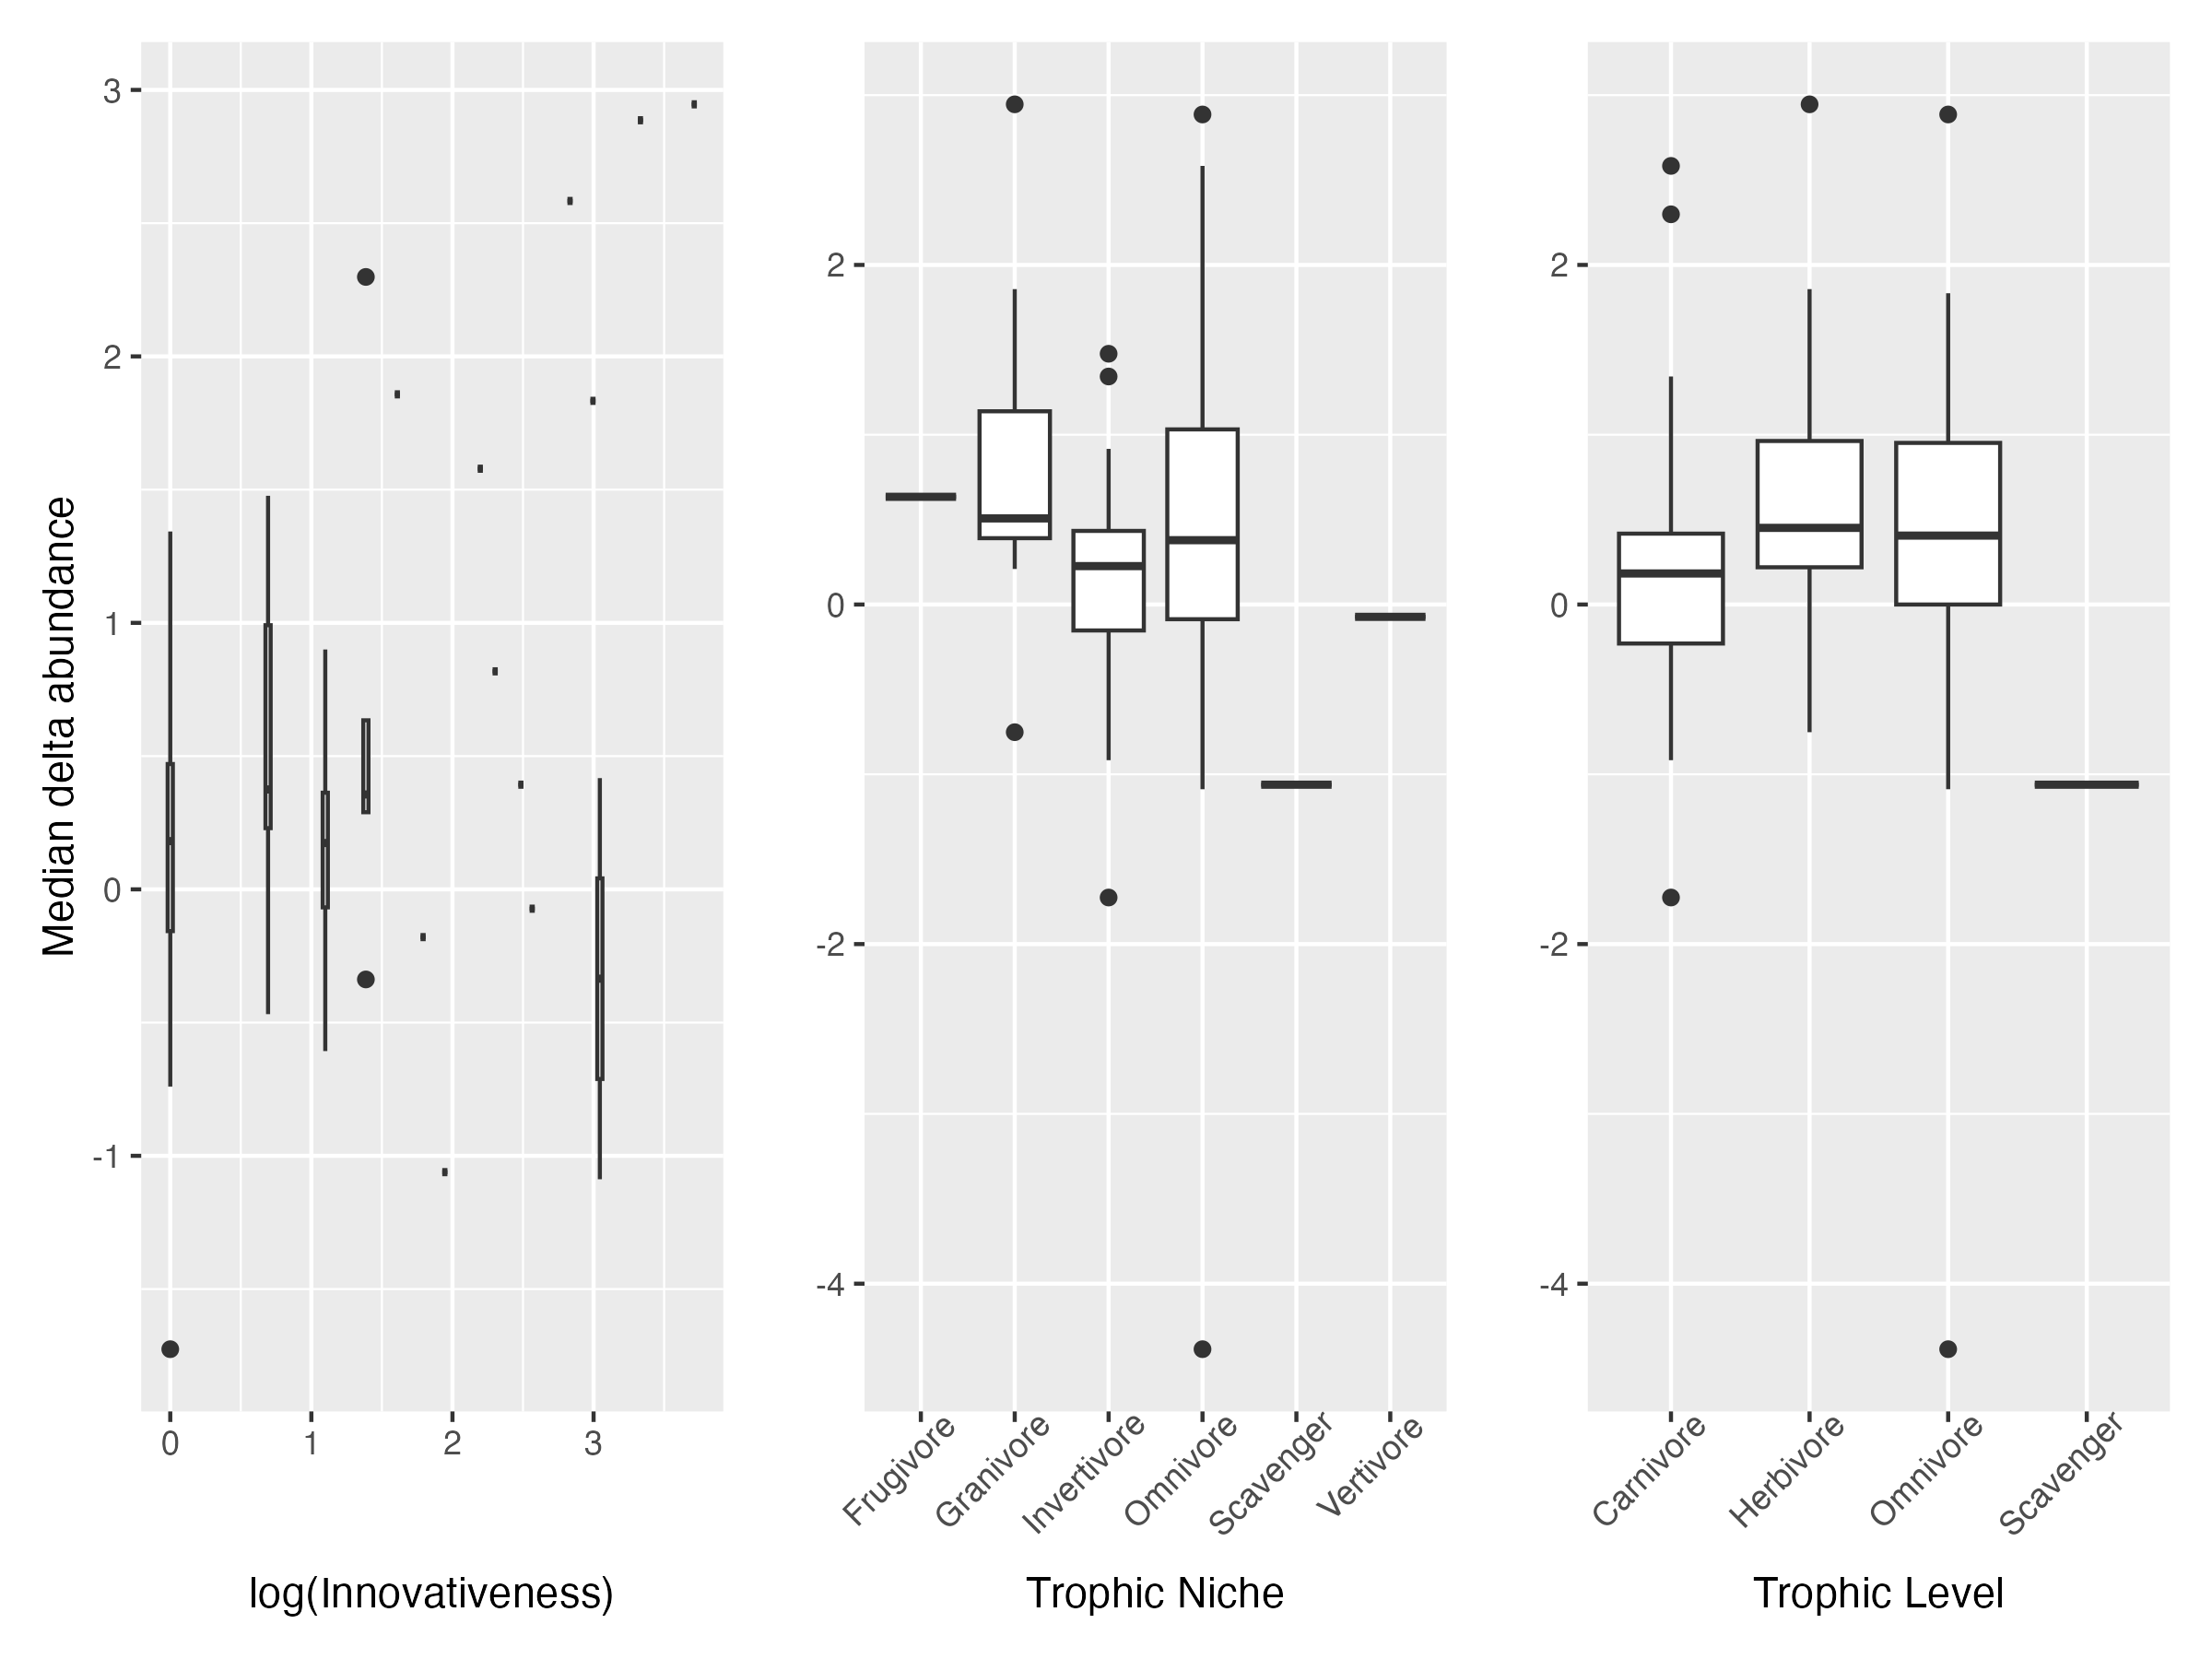 Median delta abundance
3
2
1
0
-1
0 1 2 3
log(Innovativeness)
2
0
-2
-4
Frugivore Granivore Invertivore Omnivore Scavenger Vertivore
Trophic Niche
2
0
-2
-4
Carnivore Herbivore Omnivore Scavenger
Trophic Level